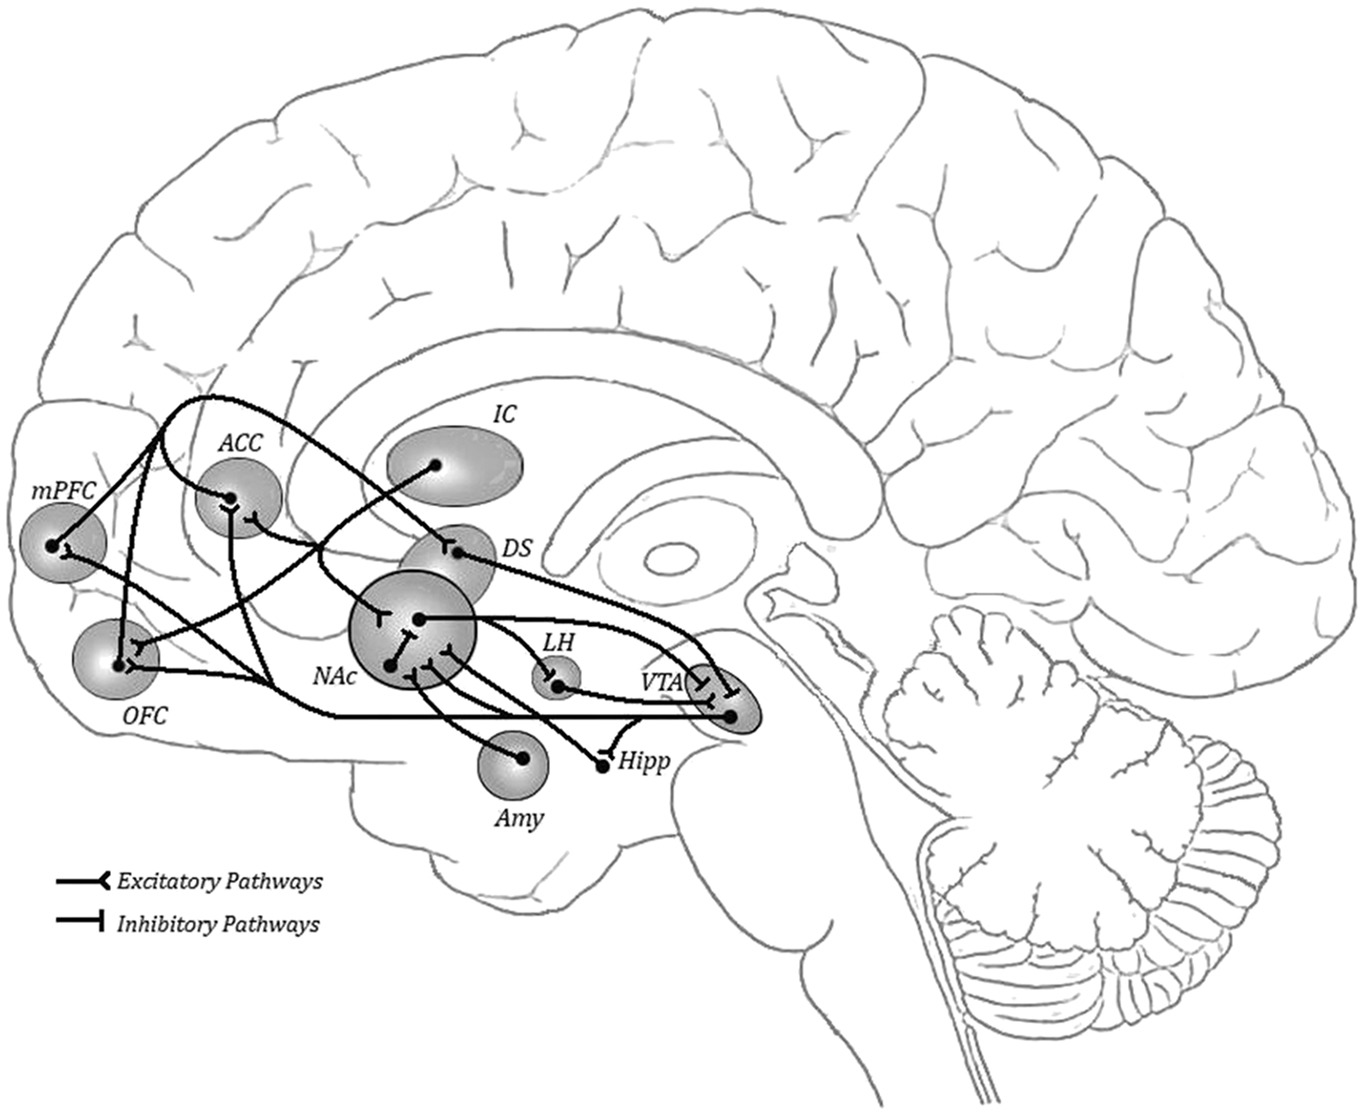 IC
ACC
mPFC
DS
LH
NAc
VTA
OFC
Hipp
Amy
Excitatory Pathways
Inhibitory Pathways